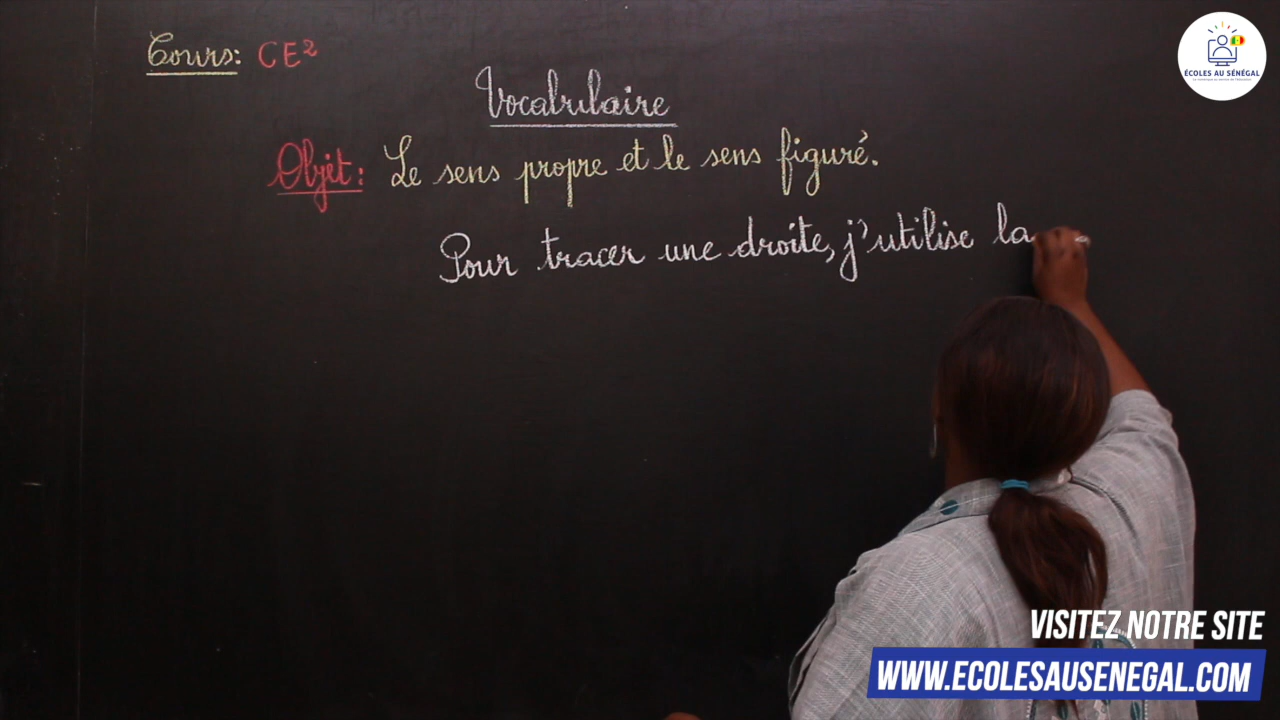 Cours: CE2
Vocabulaire
Objet: Le sens propre et le sens figuré.
Pour tracer une droite, j'utilise la
ÉCOLES AU SÉNÉGAL
VISITEZ NOTRE SITE
WWW.ECOLESAUSENEGAL.COM